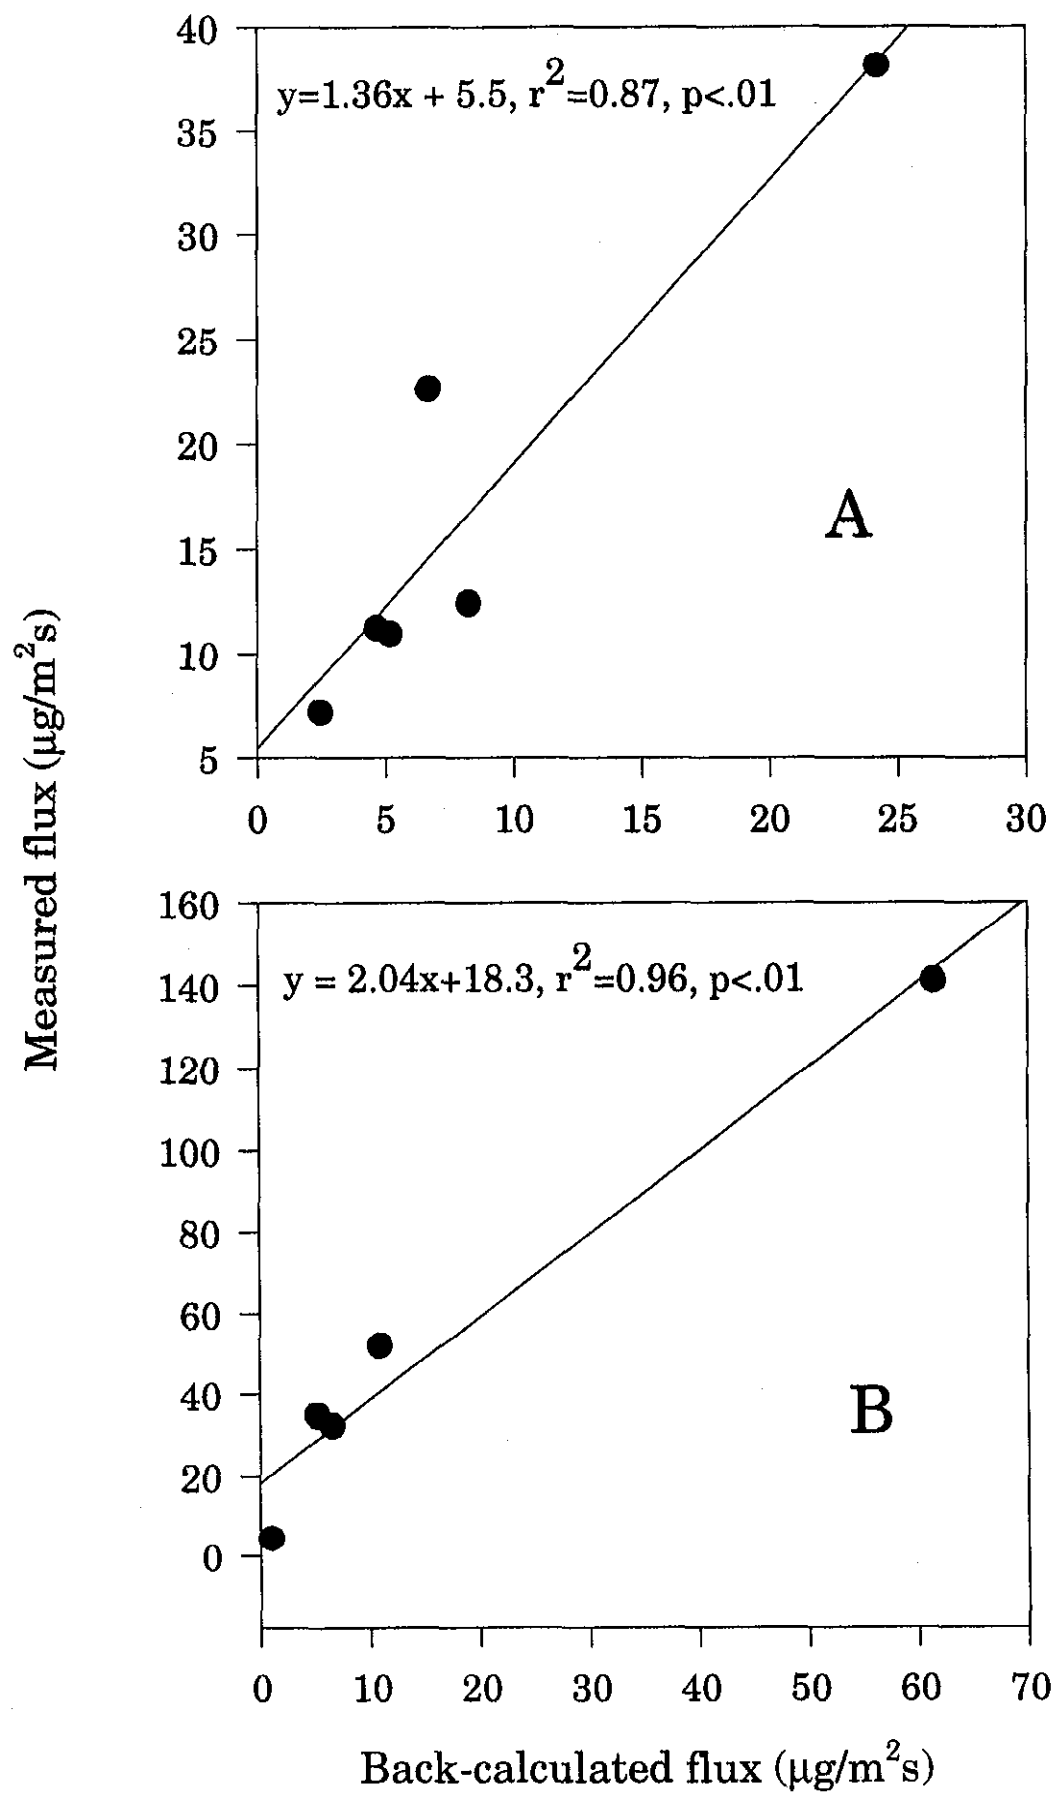 40
y=1.36x + 5.5, r²=0.87, p<.01
35
30
25
20
A
15
10
5
0 5 10 15 20 25 30
Measured flux (µg/m²s)
160
y = 2.04x+18.3, r²=0.96, p<.01
140
120
100
80
60
40
B
20
0
0 10 20 30 40 50 60 70
Back-calculated flux (µg/m²s)